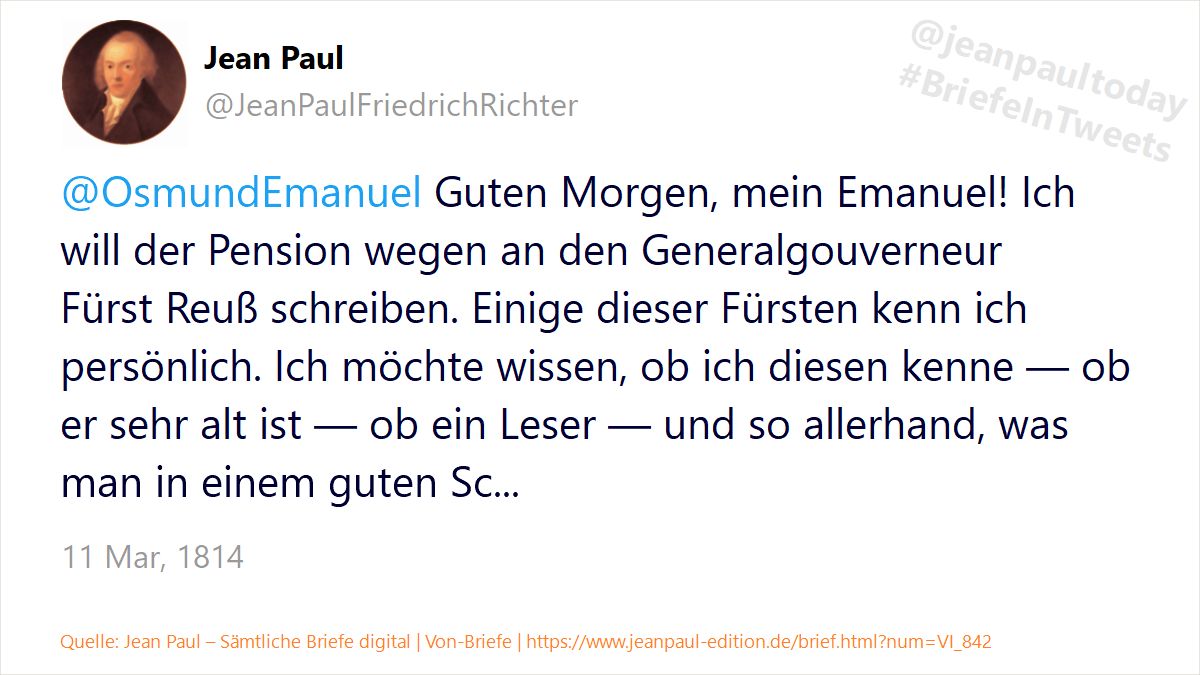 Jean Paul
@JeanPaulFriedrichRichter
@jeanpaultoday
#BriefeInTweets
@OsmundEmanuel Guten Morgen, mein Emanuel! Ich
will der Pension wegen an den Generalgouverneur
Fürst Reuß schreiben. Einige dieser Fürsten kenn ich
persönlich. Ich möchte wissen, ob ich diesen kenne — ob
er sehr alt ist — ob ein Leser — und so allerhand, was
man in einem guten Sc...
11 Mar, 1814
Quelle: Jean Paul – Sämtliche Briefe digital | Von-Briefe | https://www.jeanpaul-edition.de/brief.html?num=VI_842